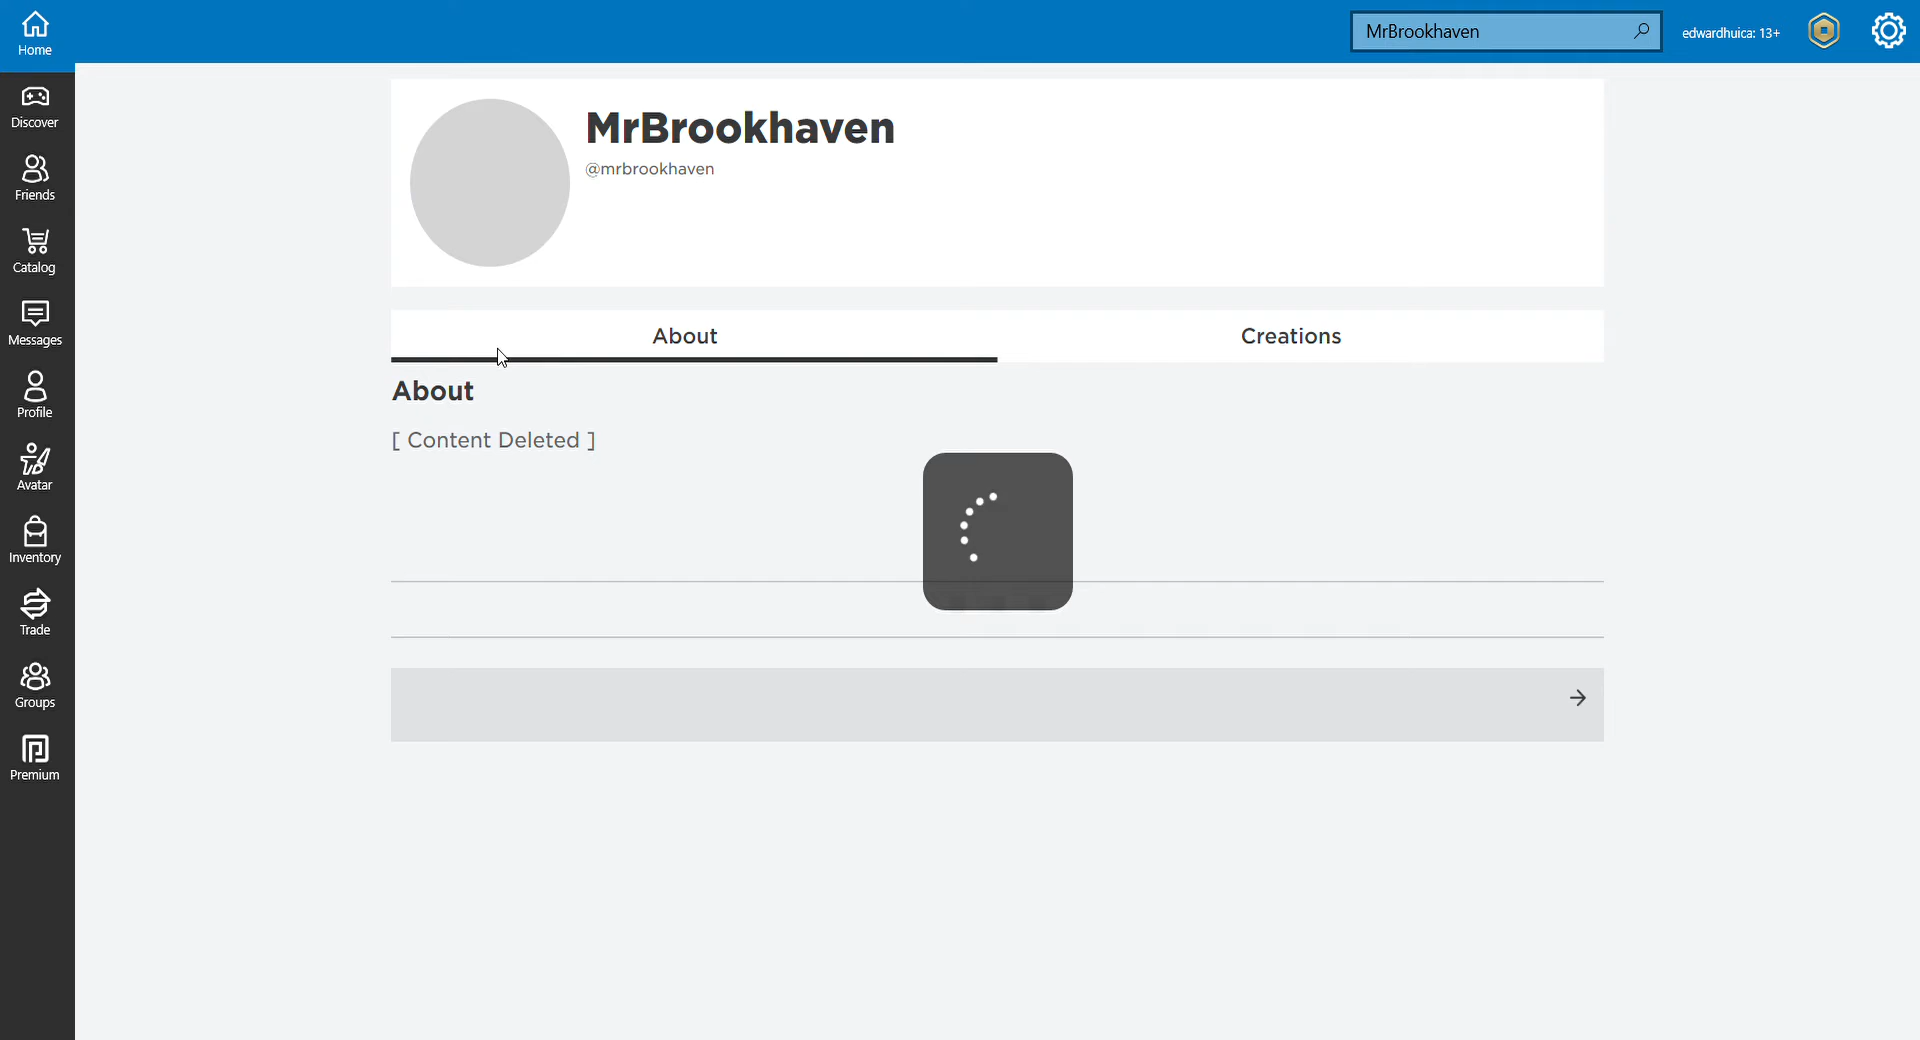 Home
MrBrookhaven
edwardhuica: 13+
Discover
Friends
Catalog
Messages
Profile
Avatar
Inventory
Trade
Groups
Premium
MrBrookhaven
@mrbrookhaven
About
Creations
About
[ Content Deleted ]